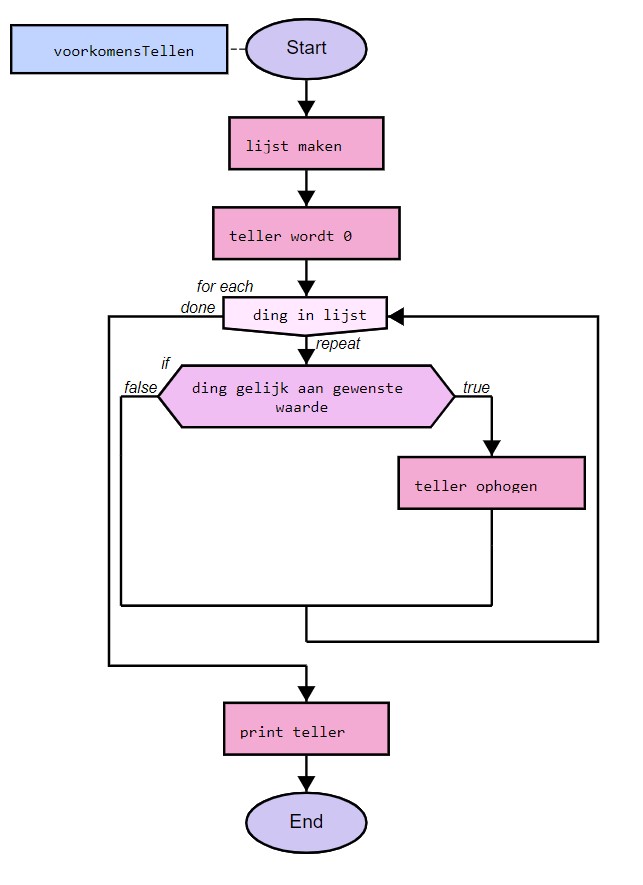 voorkomensTellen
Start
lijst maken
teller wordt 0
for each
done
ding in lijst
repeat
if
false
ding gelijk aan gewenste
waarde
true
teller ophogen
print teller
End